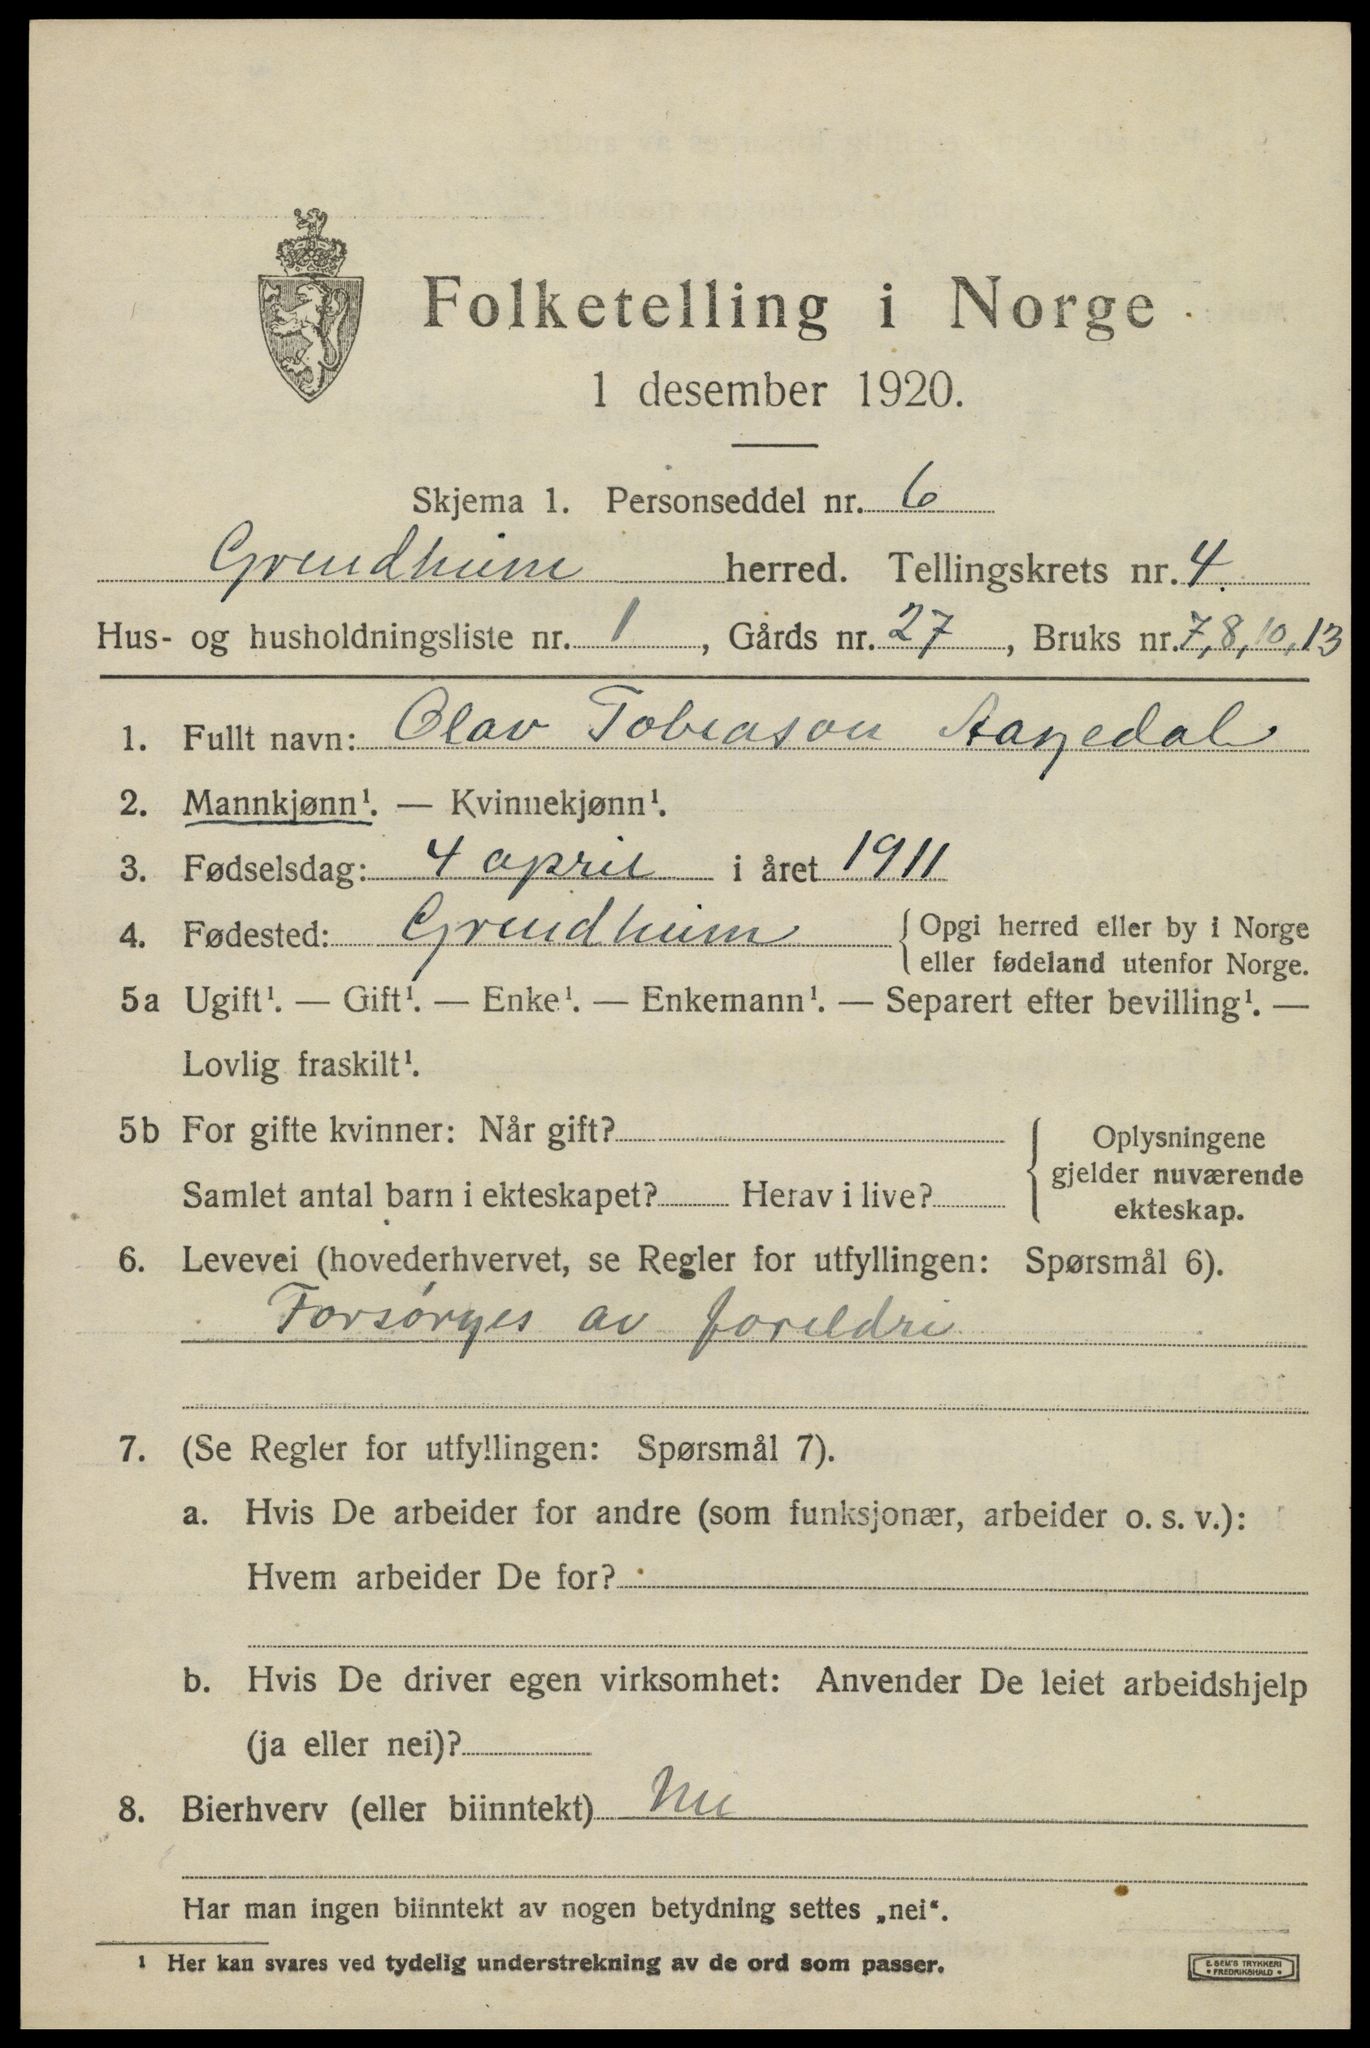 Folketelling i Norge
1 desember 1920.
Skjema 1. Personseddel nr. 6
Grindheim herred. Tellingskrets nr. 4.
Hus- og husholdningsliste nr. 1, Gårds nr. 27, Bruks nr. 7, 8, 10, 13
1. Fullt navn: Olav Tobiason Aagedal
2. Mannkjønn¹. — Kvinnekjønn¹.
3. Fødselsdag: 4 april i året 1911
4. Fødested: Grindheim { Opgi herred eller by i Norge
eller fødeland utenfor Norge.
5a Ugift¹. — Gift¹. — Enke¹. — Enkemann¹. — Separert efter bevilling¹. —
Lovlig fraskilt¹.
5b For gifte kvinner: Når gift?
Samlet antal barn i ekteskapet? Herav i live?
{ Oplysningene
gjelder nuværende
ekteskap.
6. Levevei (hovederhvervet, se Regler for utfyllingen: Spørsmål 6).
Forsørges av foreldri
7. (Se Regler for utfyllingen: Spørsmål 7).
a. Hvis De arbeider for andre (som funksjonær, arbeider o. s. v.):
Hvem arbeider De for?
b. Hvis De driver egen virksomhet: Anvender De leiet arbeidshjelp
(ja eller nei)?
8. Bierhverv (eller biinntekt) Nei
Har man ingen biinntekt av nogen betydning settes „nei“.
¹ Her kan svares ved tydelig understrekning av de ord som passer.
E. SEM'S TRYKKERI
• FREDRIKSHALD •